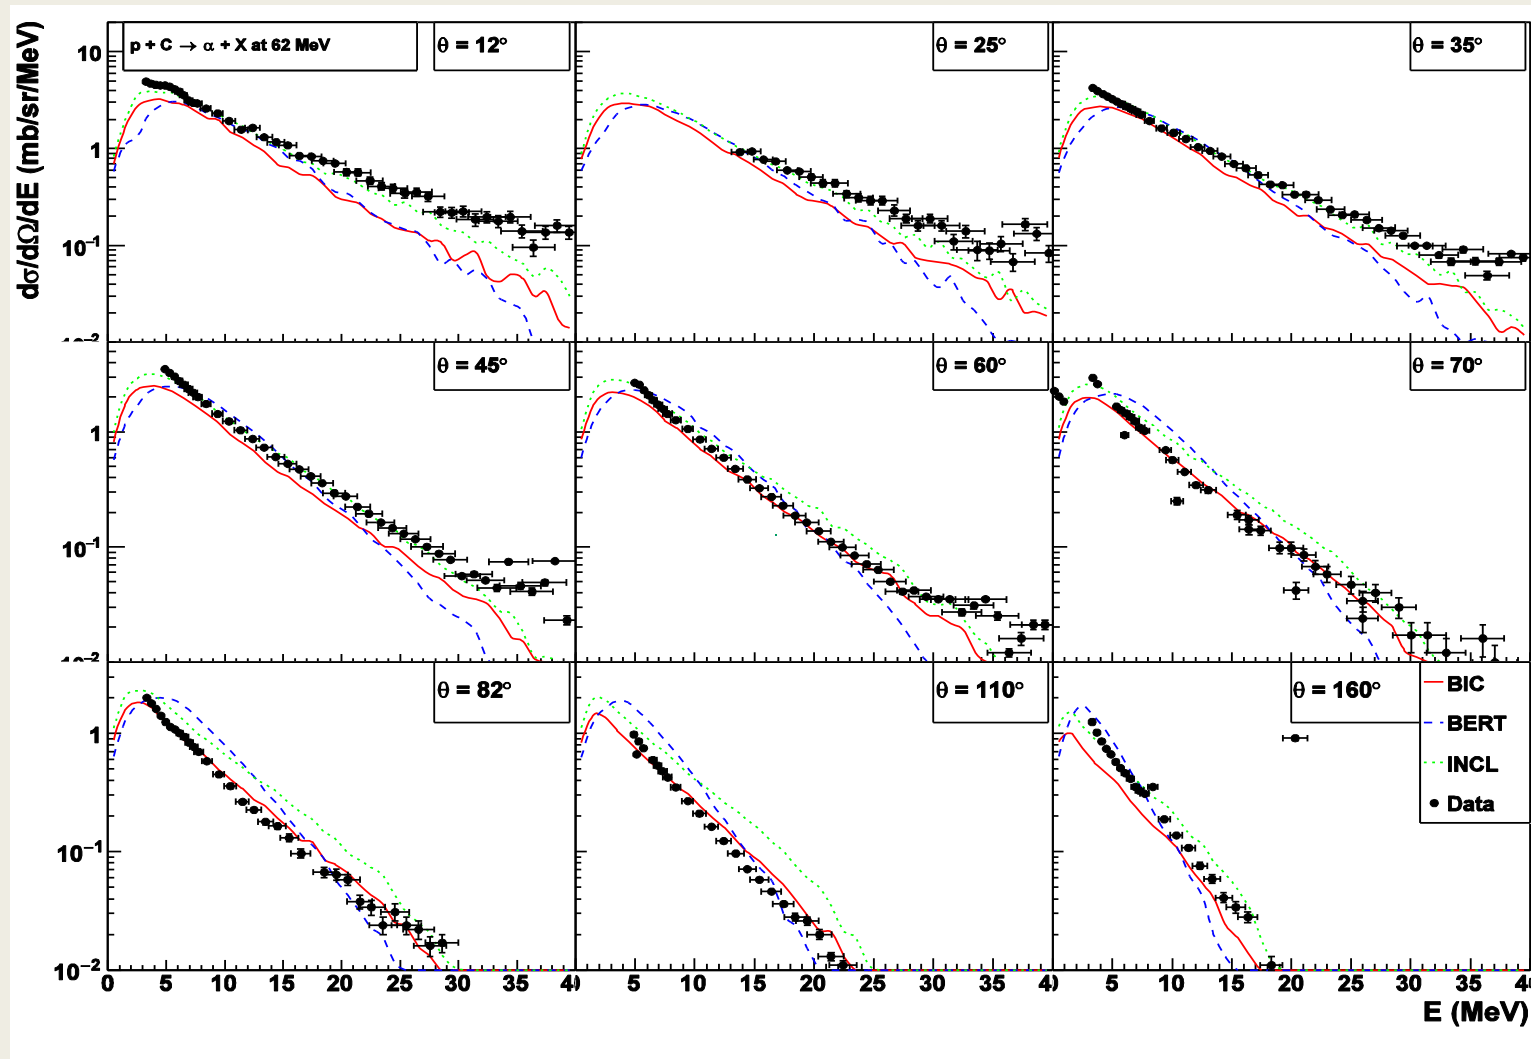 dσ/dΩ/dE (mb/sr/MeV)
p + C → α + X at 62 MeV
θ = 12°
θ = 25°
θ = 35°
10
1
10⁻¹
θ = 45°
θ = 60°
θ = 70°
1
10⁻¹
θ = 82°
θ = 110°
θ = 160°
BIC
BERT
INCL
Data
1
10⁻¹
10⁻²
0 5 10 15 20 25 30 35 5 10 15 20 25 30 35 5 10 15 20 25 30 35
E (MeV)